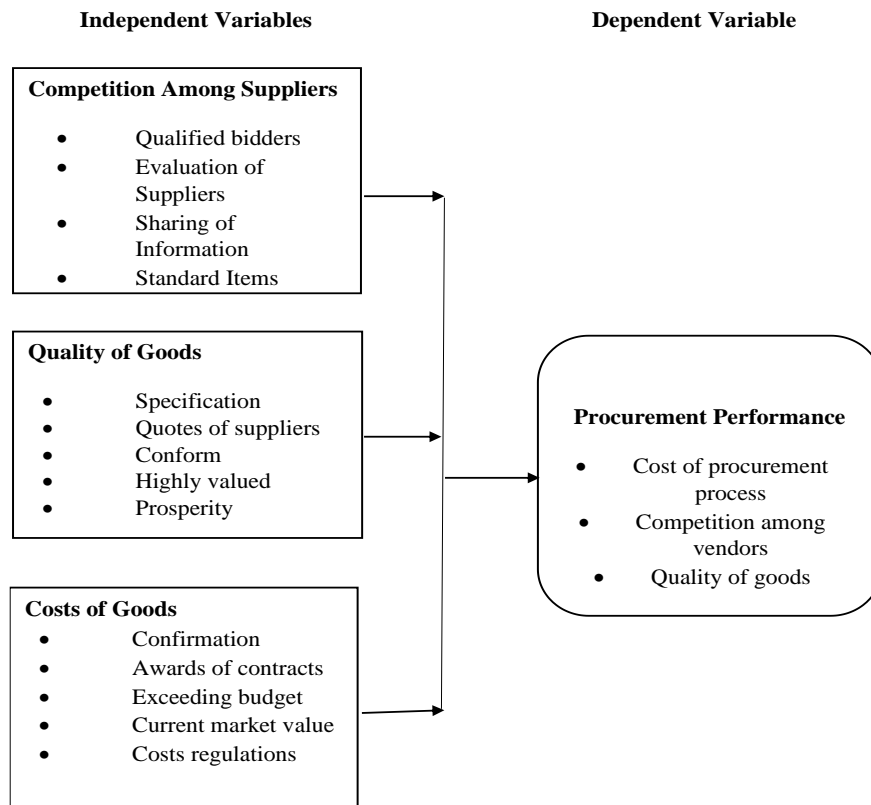 Independent Variables
Dependent Variable
Competition Among Suppliers
• Qualified bidders
• Evaluation of
Suppliers
• Sharing of
Information
• Standard Items
Quality of Goods
• Specification
• Quotes of suppliers
• Conform
• Highly valued
• Prosperity
Costs of Goods
• Confirmation
• Awards of contracts
• Exceeding budget
• Current market value
• Costs regulations
Procurement Performance
• Cost of procurement
process
• Competition among
vendors
• Quality of goods